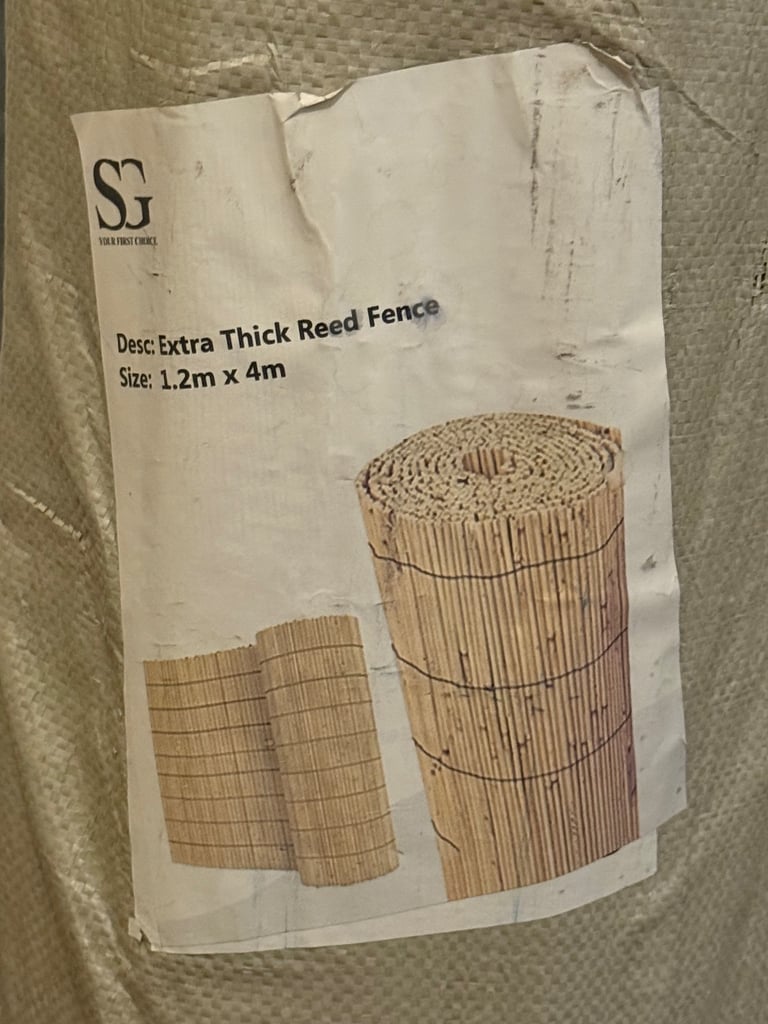 SG
YOUR FIRST CHOICE
Desc: Extra Thick Reed Fence
Size: 1.2m x 4m